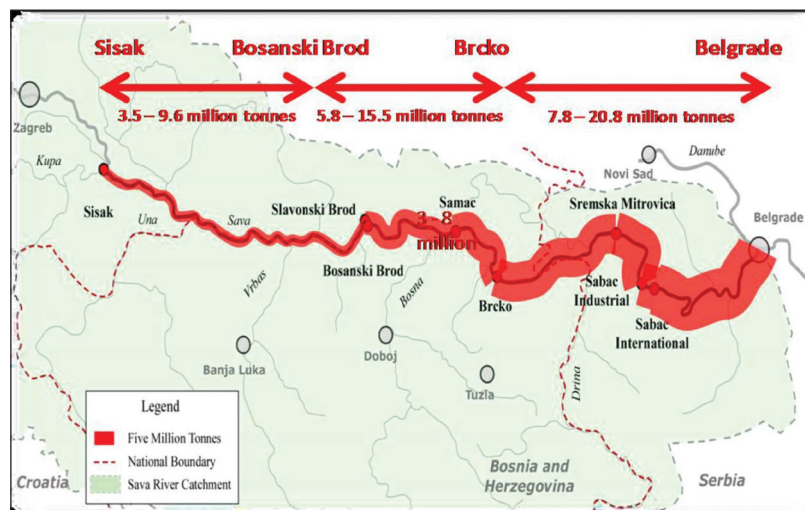 Sisak
Bosanski Brod
Brcko
Belgrade
3.5 – 9.6 million tonnes
5.8 – 15.5 million tonnes
7.8 – 20.8 million tonnes
Zagreb
Novi Sad
Danube
Kupa
Sisak
Una
Sava
Slavonski Brod
Samac
Sremska Mitrovica
Belgrade
3 - 8
million
Bosanski Brod
Vrbas
Bosna
Brcko
Sabac
Industrial
Sabac
International
Banja Luka
Doboj
Tuzla
Drina
Legend
Five Million Tonnes
National Boundary
Sava River Catchment
Croatia
Bosnia and
Herzegovina
Serbia